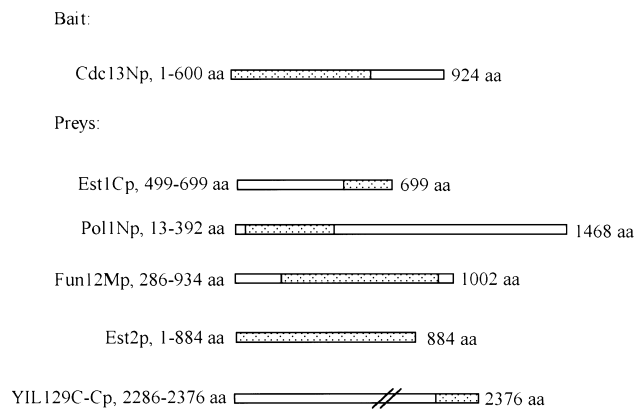 Bait:
Cdc13Np, 1-600 aa 924 aa
Preys:
Est1Cp, 499-699 aa 699 aa
Pol1Np, 13-392 aa 1468 aa
Fun12Mp, 286-934 aa 1002 aa
Est2p, 1-884 aa 884 aa
YIL129C-Cp, 2286-2376 aa 2376 aa